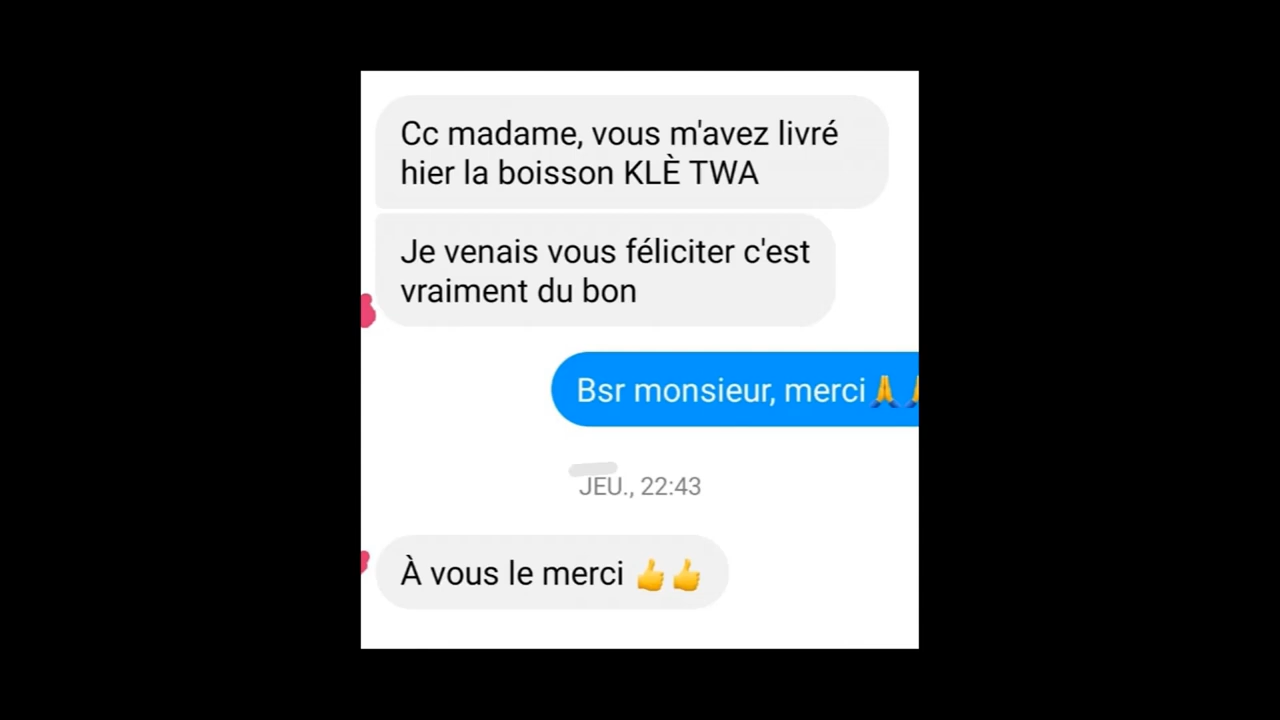 Cc madame, vous m'avez livré
hier la boisson KLÈ TWA
Je venais vous féliciter c'est
vraiment du bon
Bsr monsieur, merci🙏🙏
JEU., 22:43
À vous le merci 👍👍